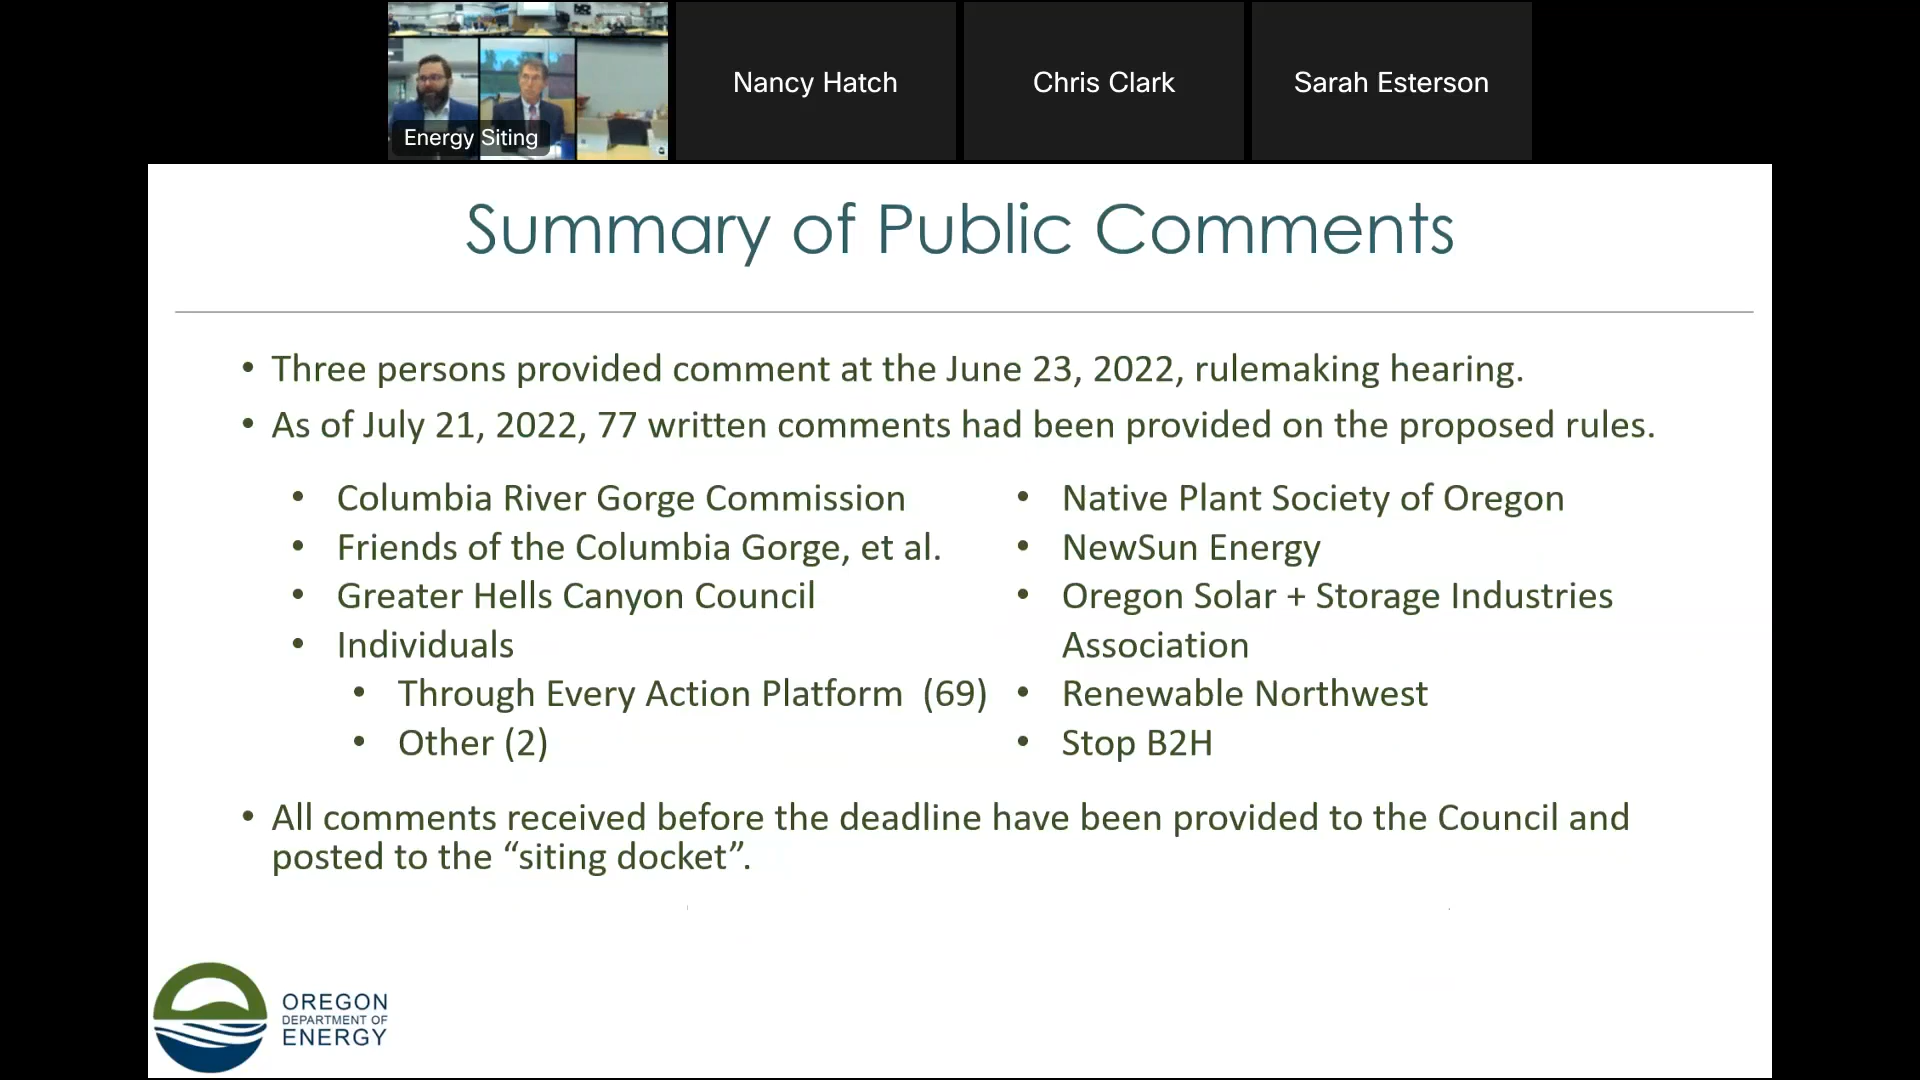 Energy Siting
Nancy Hatch
Chris Clark
Sarah Esterson
Summary of Public Comments
• Three persons provided comment at the June 23, 2022, rulemaking hearing.
• As of July 21, 2022, 77 written comments had been provided on the proposed rules.
• Columbia River Gorge Commission
• Friends of the Columbia Gorge, et al.
• Greater Hells Canyon Council
• Individuals
• Through Every Action Platform (69)
• Other (2)
• Native Plant Society of Oregon
• NewSun Energy
• Oregon Solar + Storage Industries
Association
• Renewable Northwest
• Stop B2H
• All comments received before the deadline have been provided to the Council and
posted to the “siting docket”.
OREGON
DEPARTMENT OF
ENERGY